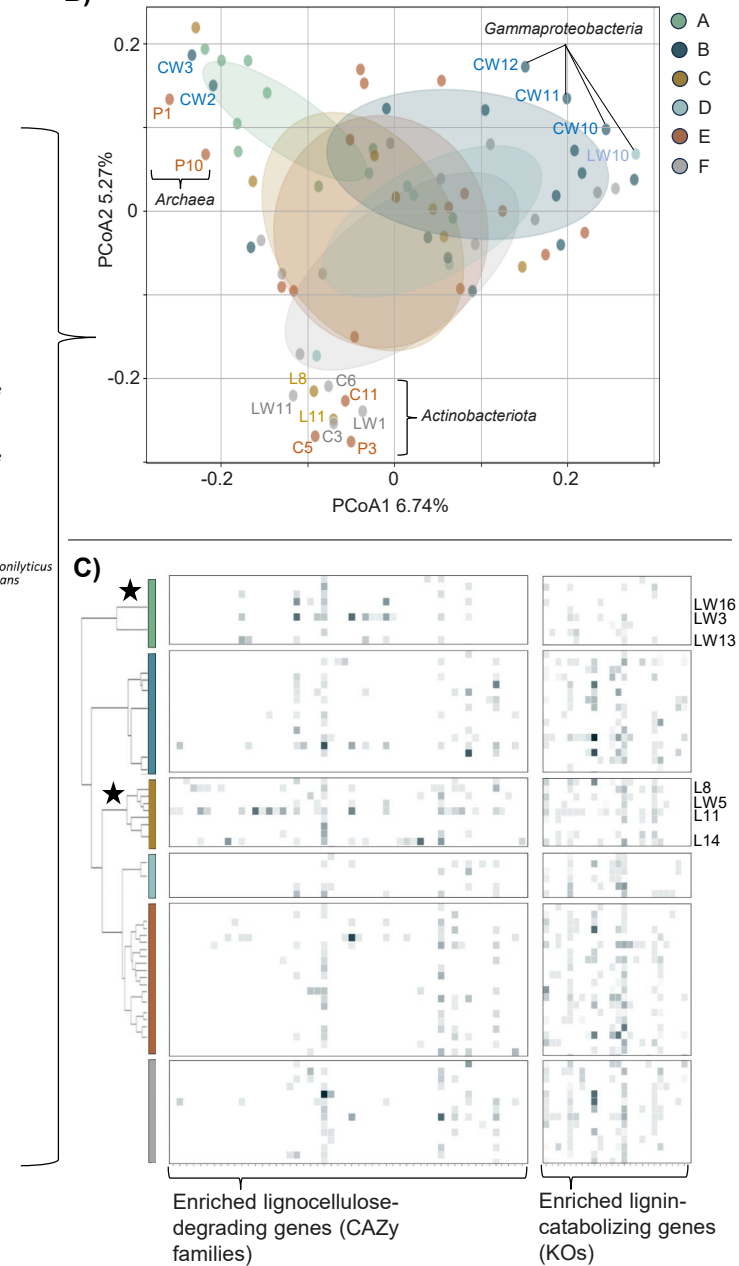 B)
Gammaproteobacteria
A
B
C
D
E
F
0.2
0
-0.2
PCoA2 5.27%
CW3
CW2
P1
P10
Archaea
CW12
CW11
CW10
LW10
L8
C6
LW11
C11
L11
LW1
C3
C5
P3
Actinobacteriota
-0.2
0
0.2
PCoA1 6.74%
onilyticus
ans
C)
LW16
LW3
LW13
L8
LW5
L11
L14
Enriched lignocellulose-
degrading genes (CAZy
families)
Enriched lignin-
catabolizing genes
(KOs)